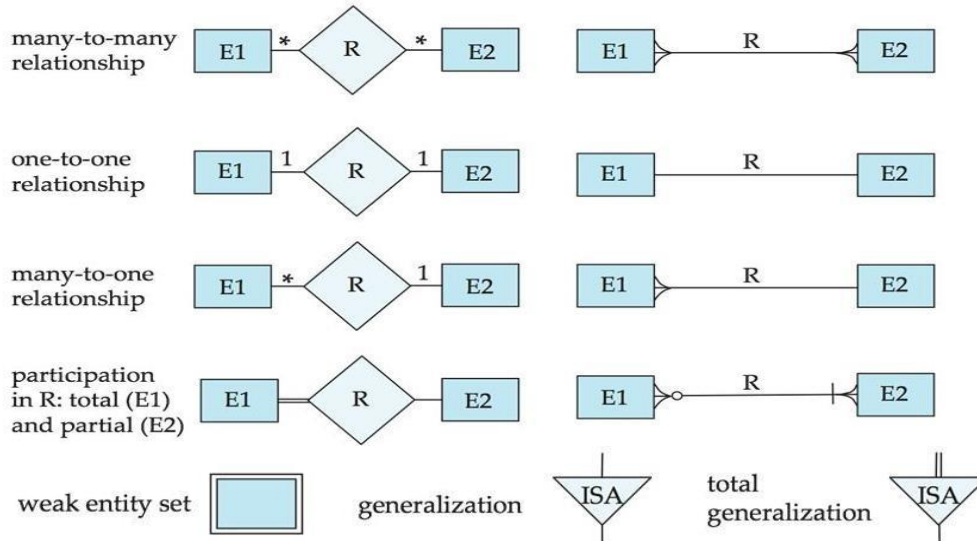 many-to-many
relationship
E1 * R * E2
E1 R E2
one-to-one
relationship
E1 1 R 1 E2
E1 R E2
many-to-one
relationship
E1 * R 1 E2
E1 R E2
participation
in R: total (E1)
and partial (E2)
E1 R E2
E1 R E2
weak entity set
generalization
ISA
total
generalization
ISA